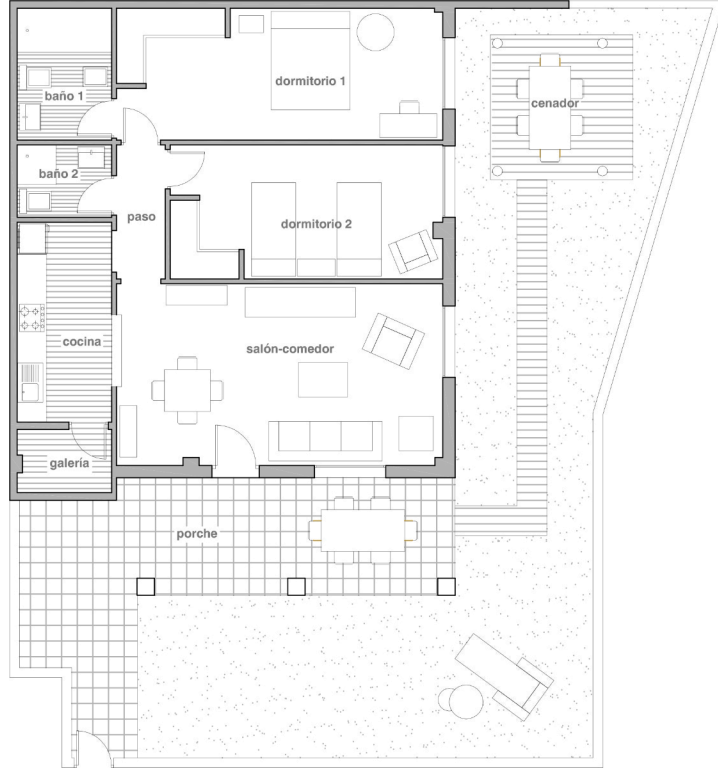 dormitorio 1
baño 1
cenador
baño 2
paso
dormitorio 2
cocina
salón-comedor
galería
porche